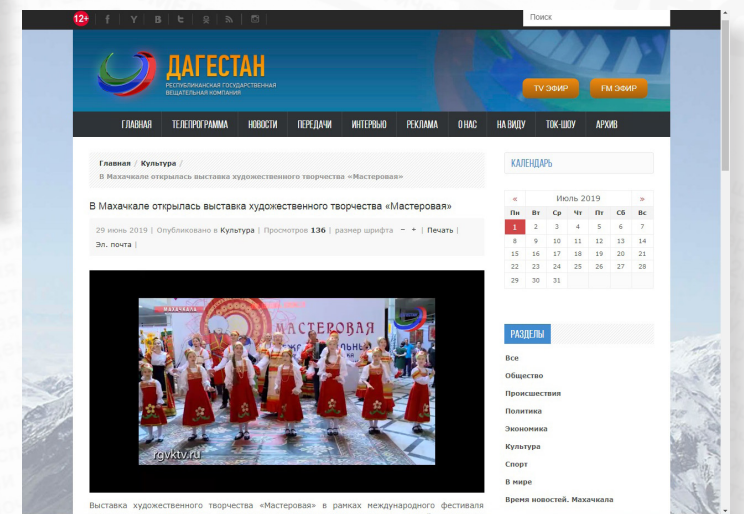 12+
Поиск
ДАГЕСТАН
РЕСПУБЛИКАНСКАЯ ГОСУДАРСТВЕННАЯ
ВЕЩАТЕЛЬНАЯ КОМПАНИЯ
TV ЭФИР FM ЭФИР
ГЛАВНАЯ ТЕЛЕПРОГРАММА НОВОСТИ ПЕРЕДАЧИ ИНТЕРВЬЮ РЕКЛАМА О НАС НА ВИДУ ТОК-ШОУ АРХИВ
Главная / Культура /
В Махачкале открылась выставка художественного творчества «Мастеровая»
В Махачкале открылась выставка художественного творчества «Мастеровая»
29 июнь 2019 | Опубликовано в Культура | Просмотров 136 | размер шрифта − + | Печать |
Эл. почта |
МАХАЧКАЛА
МАСТЕРОВАЯ
rgvktv.ru
Выставка художественного творчества «Мастеровая» в рамках международного фестиваля
КАЛЕНДАРЬ
« Июль 2019 »
Пн Вт Ср Чт Пт Сб Вс
1 2 3 4 5 6 7
8 9 10 11 12 13 14
15 16 17 18 19 20 21
22 23 24 25 26 27 28
29 30 31
РАЗДЕЛЫ
Все
Общество
Происшествия
Политика
Экономика
Культура
Спорт
В мире
Время новостей. Махачкала